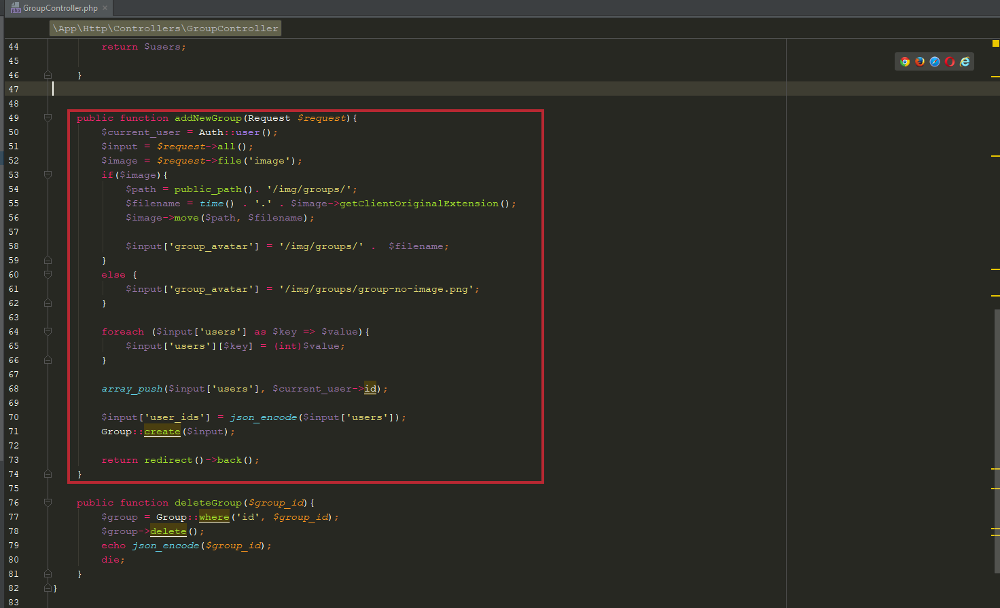 GroupController.php
\App\Http\Controllers\GroupController
44 return $users;
45
46 }
47
48
49 public function addNewGroup(Request $request){
50 $current_user = Auth::user();
51 $input = $request->all();
52 $image = $request->file('image');
53 if($image){
54 $path = public_path(). '/img/groups/';
55 $filename = time() . '.' . $image->getClientOriginalExtension();
56 $image->move($path, $filename);
57
58 $input['group_avatar'] = '/img/groups/' .  $filename;
59 }
60 else {
61 $input['group_avatar'] = '/img/groups/group-no-image.png';
62 }
63
64 foreach ($input['users'] as $key => $value){
65 $input['users'][$key] = (int)$value;
66 }
67
68 array_push($input['users'], $current_user->id);
69
70 $input['user_ids'] = json_encode($input['users']);
71 Group::create($input);
72
73 return redirect()->back();
74 }
75
76 public function deleteGroup($group_id){
77 $group = Group::where('id', $group_id);
78 $group->delete();
79 echo json_encode($group_id);
80 die;
81 }
82 }
83